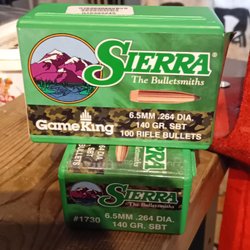 SIERRA
The Bulletsmiths
GameKing
6.5MM .264 DIA.
140 GR. SBT
100 RIFLE BULLETS
SIERRA
The Bulletsmiths
#1730
6.5MM .264 DIA.
140 GR. SBT